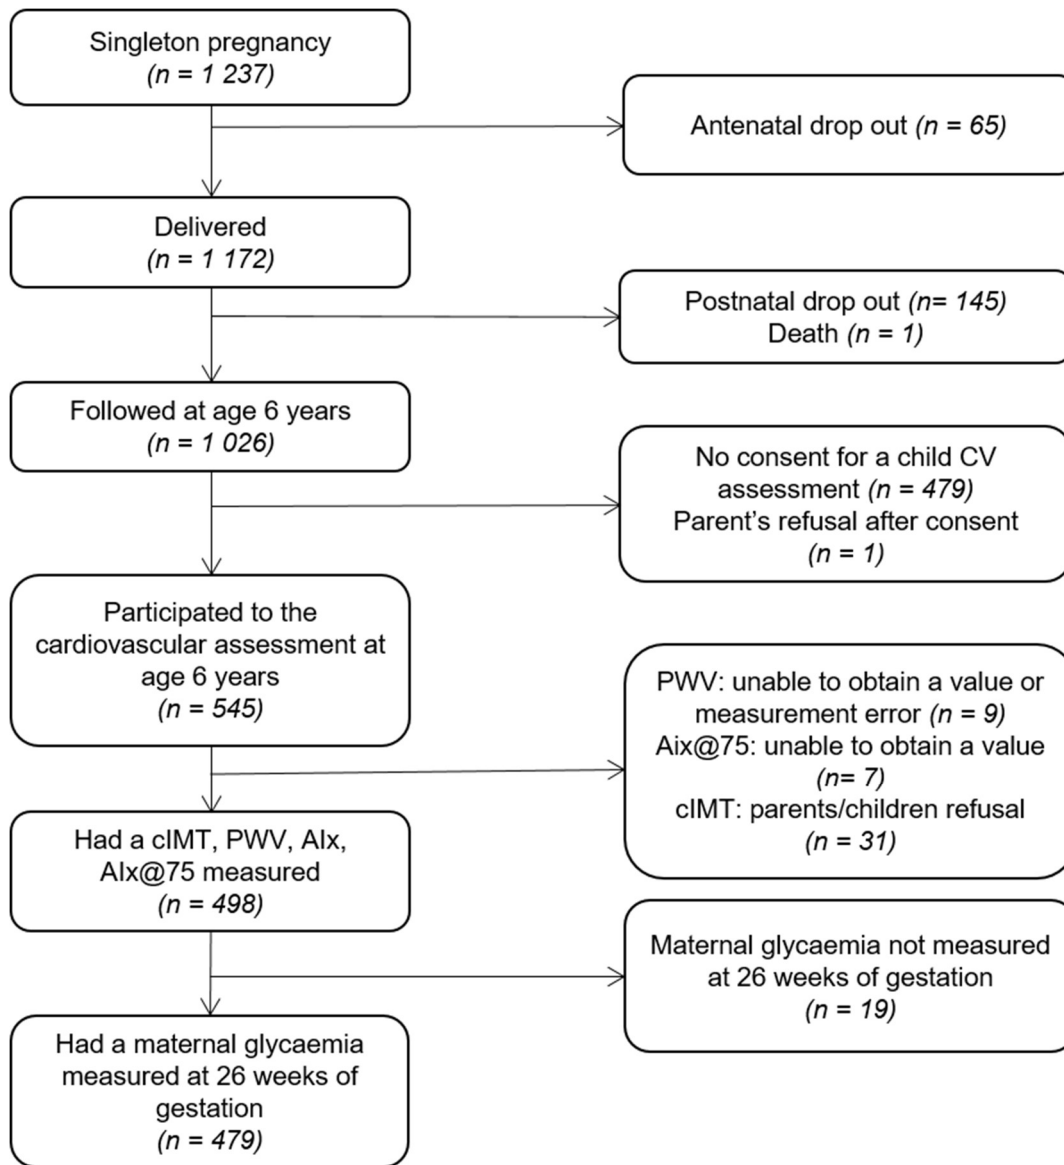 Singleton pregnancy
(n = 1 237)
Antenatal drop out (n = 65)
Delivered
(n = 1 172)
Postnatal drop out (n= 145)
Death (n = 1)
Followed at age 6 years
(n = 1 026)
No consent for a child CV
assessment (n = 479)
Parent's refusal after consent
(n = 1)
Participated to the
cardiovascular assessment at
age 6 years
(n = 545)
PWV: unable to obtain a value or
measurement error (n = 9)
Aix@75: unable to obtain a value
(n= 7)
cIMT: parents/children refusal
(n = 31)
Had a cIMT, PWV, AIx,
AIx@75 measured
(n = 498)
Maternal glycaemia not measured
at 26 weeks of gestation
(n = 19)
Had a maternal glycaemia
measured at 26 weeks of
gestation
(n = 479)